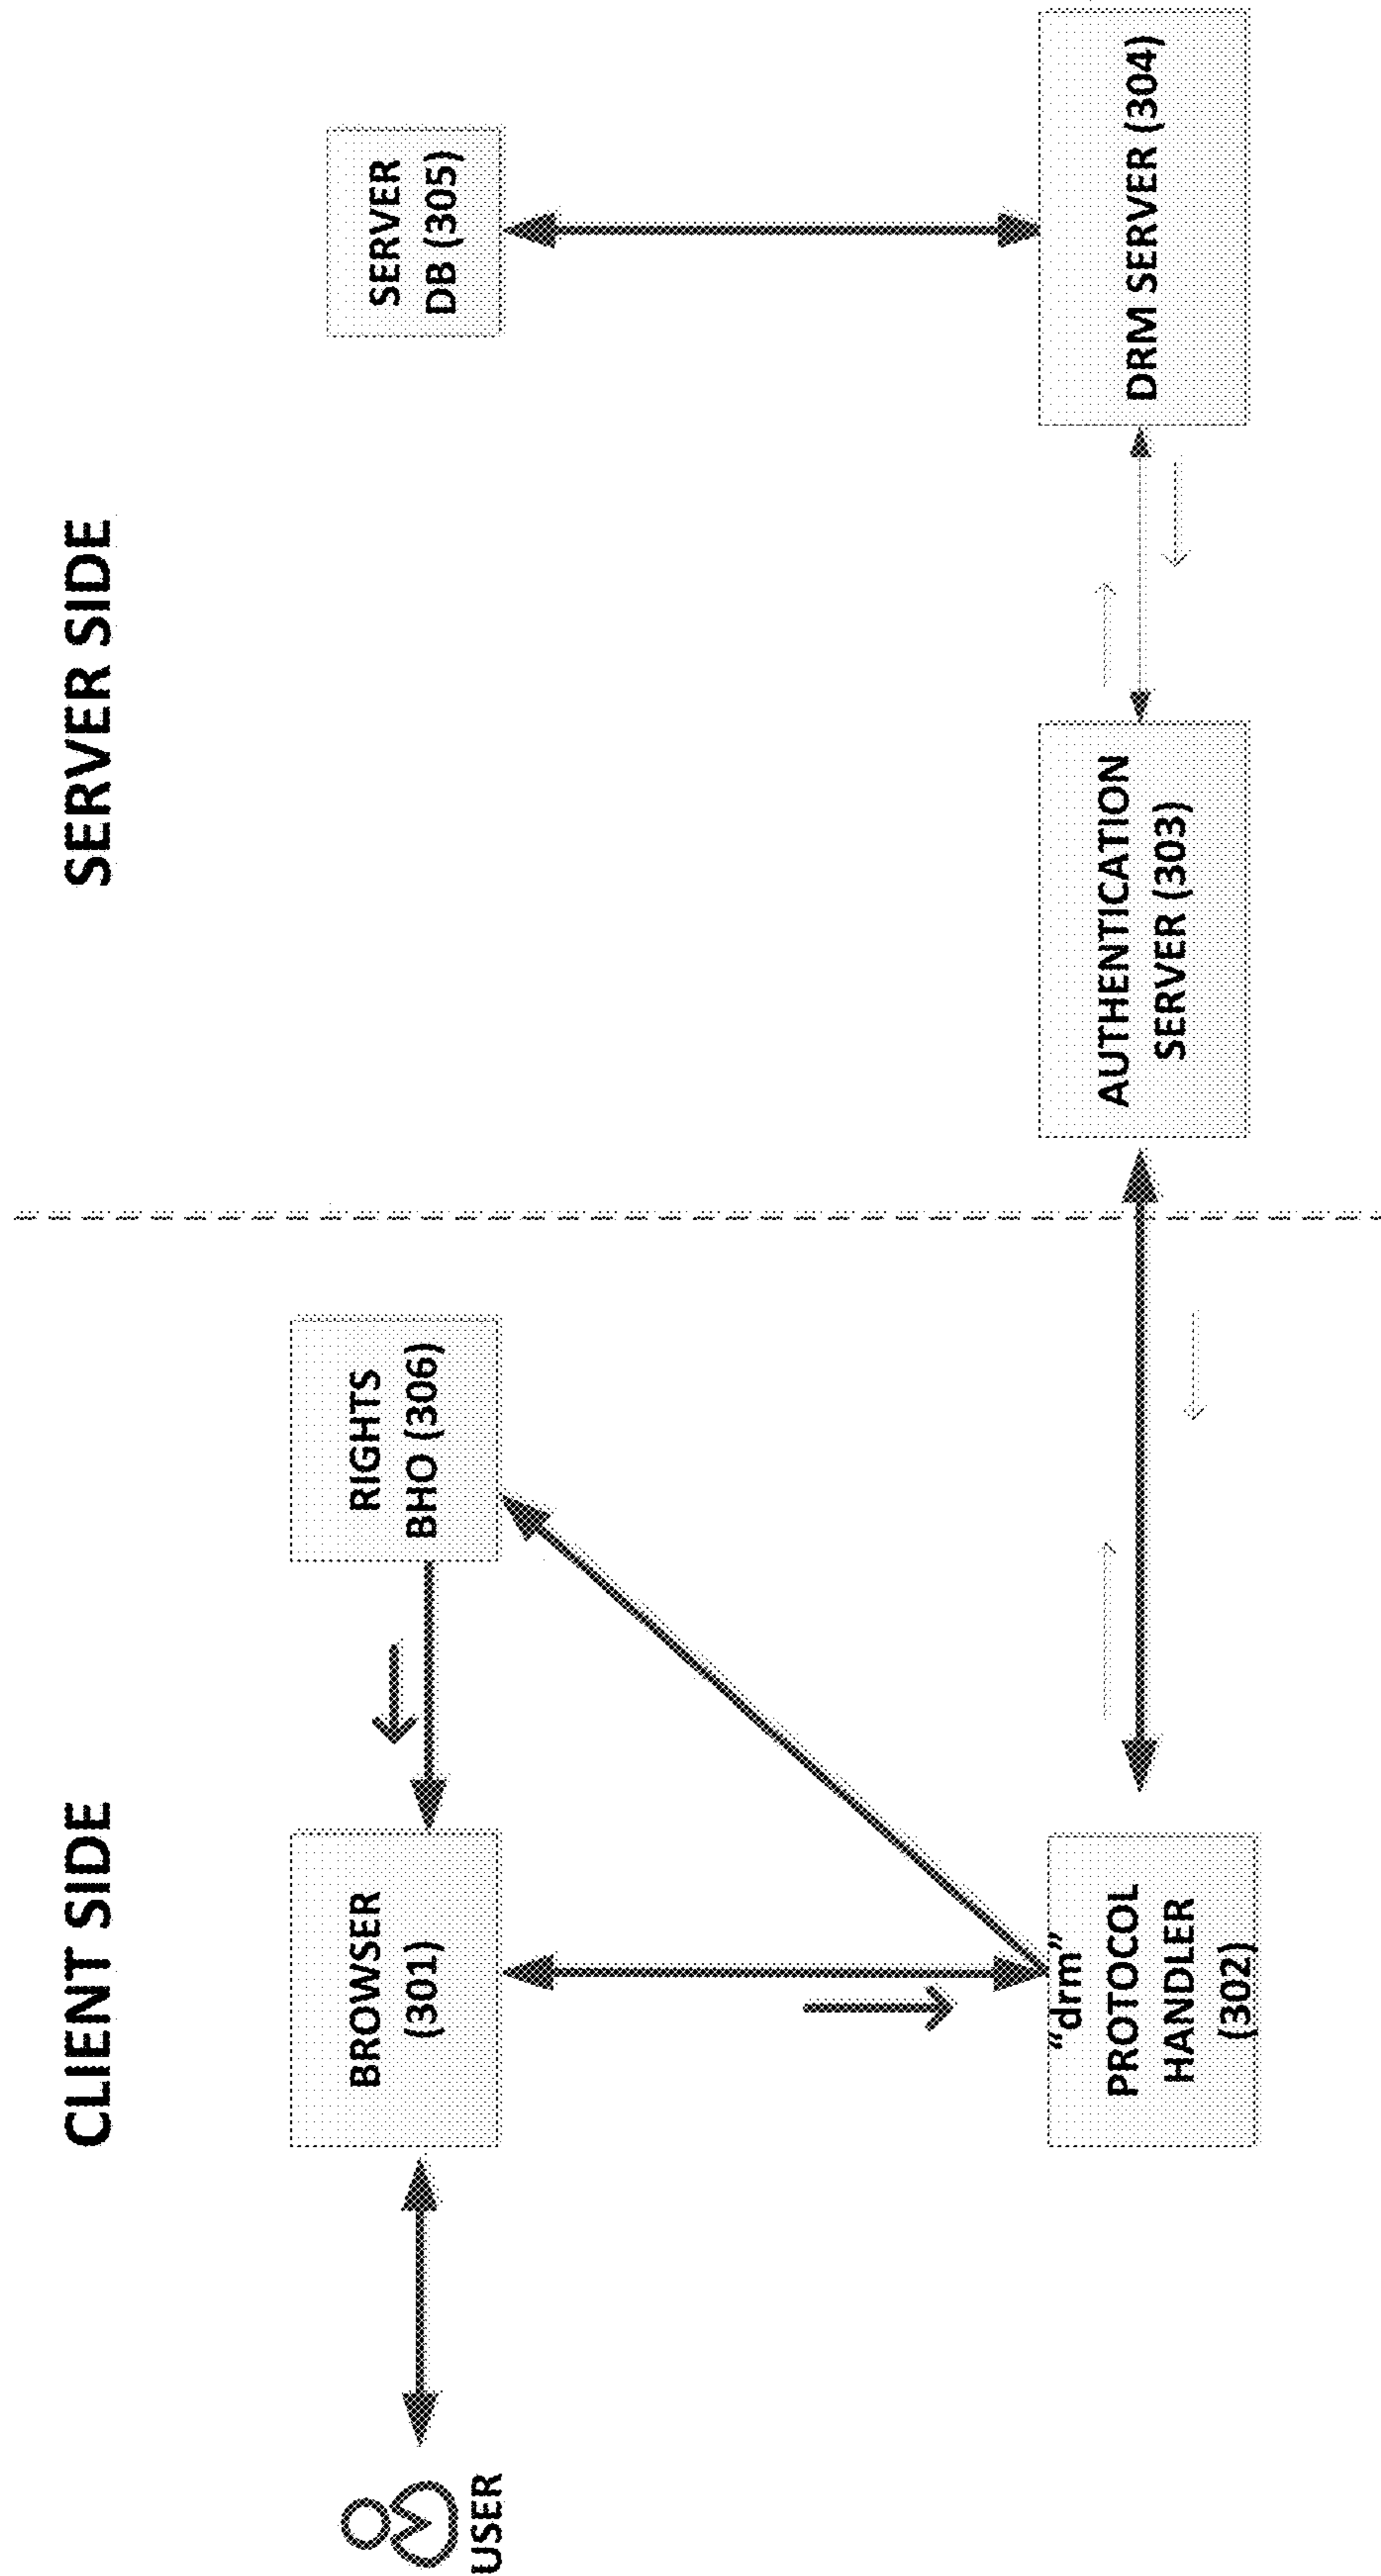 CLIENT SIDE
SERVER SIDE
USER
BROWSER
(301)
RIGHTS
BHO (306)
SERVER
DB (305)
“drm”
PROTOCOL
HANDLER
(302)
AUTHENTICATION
SERVER (303)
DRM SERVER (304)